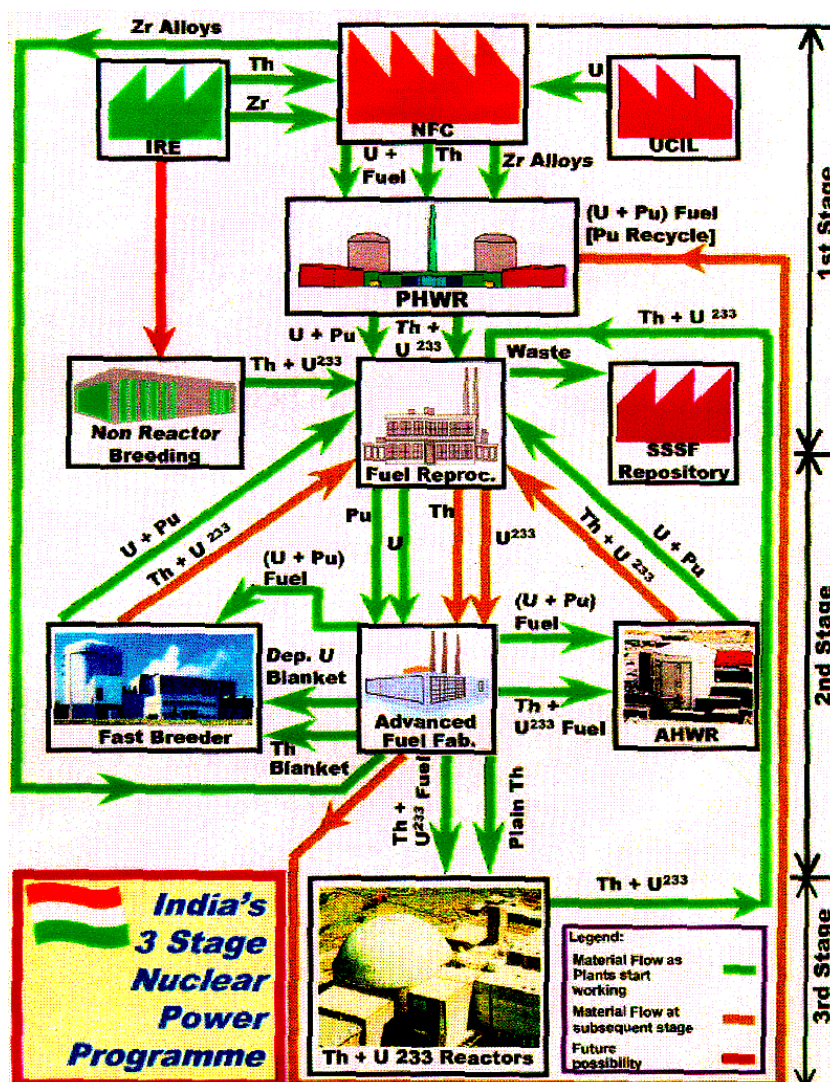 Zr Alloys
Th
Zr
IRE
NFC
U
UCIL
U +
Fuel
Th
Zr Alloys
(U + Pu) Fuel
[Pu Recycle]
1st Stage
PHWR
U + Pu
Th +
U 233
Th + U 233
Waste
Th + U233
Non Reactor
Breeding
Fuel Reproc.
SSSF
Repository
U + Pu
Th + U 233
Pu
U
Th
U233
Th + U233
U + Pu
(U + Pu)
Fuel
(U + Pu)
Fuel
2nd Stage
Dep. U
Blanket
Th +
U233 Fuel
Fast Breeder
Advanced
Fuel Fab.
AHWR
Th
Blanket
Th +
U233 Fuel
Plain Th
Th + U233
3rd Stage
India's
3 Stage
Nuclear
Power
Programme
Th + U 233 Reactors
Legend:
Material Flow as
Plants start
working
Material Flow at
subsequent stage
Future
possibility